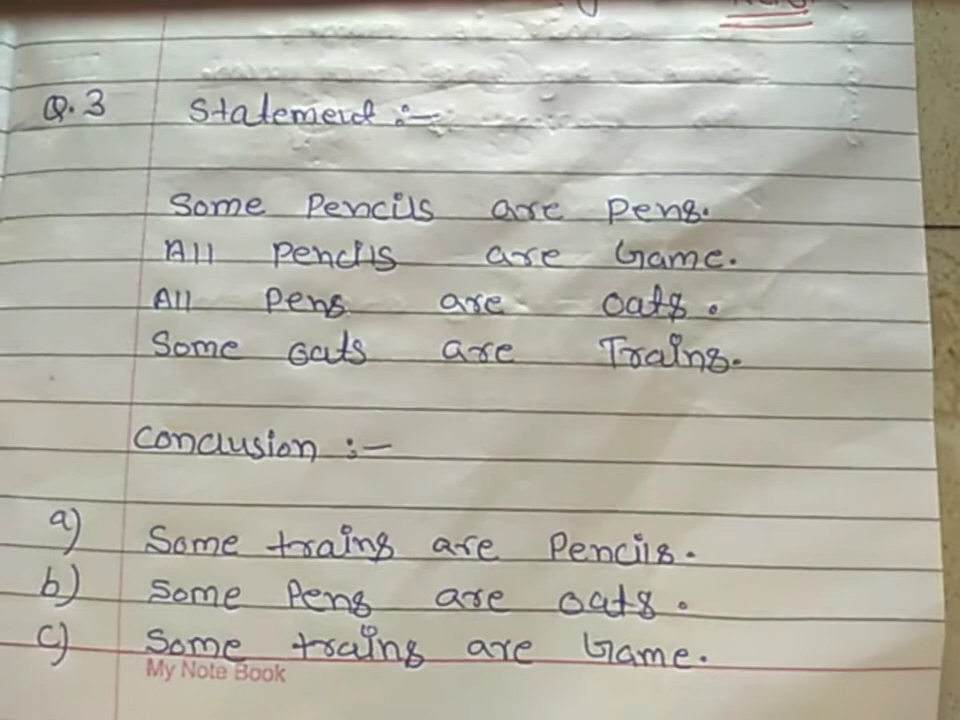 Q.3 Statement :-
Some Pencils are Pens.
All Pencils are Game.
All Pens are oats.
Some oats are Trains.
Conclusion :-
a) Some trains are Pencils.
b) Some Pens are oats.
c) Some trains are Game.
My Note Book